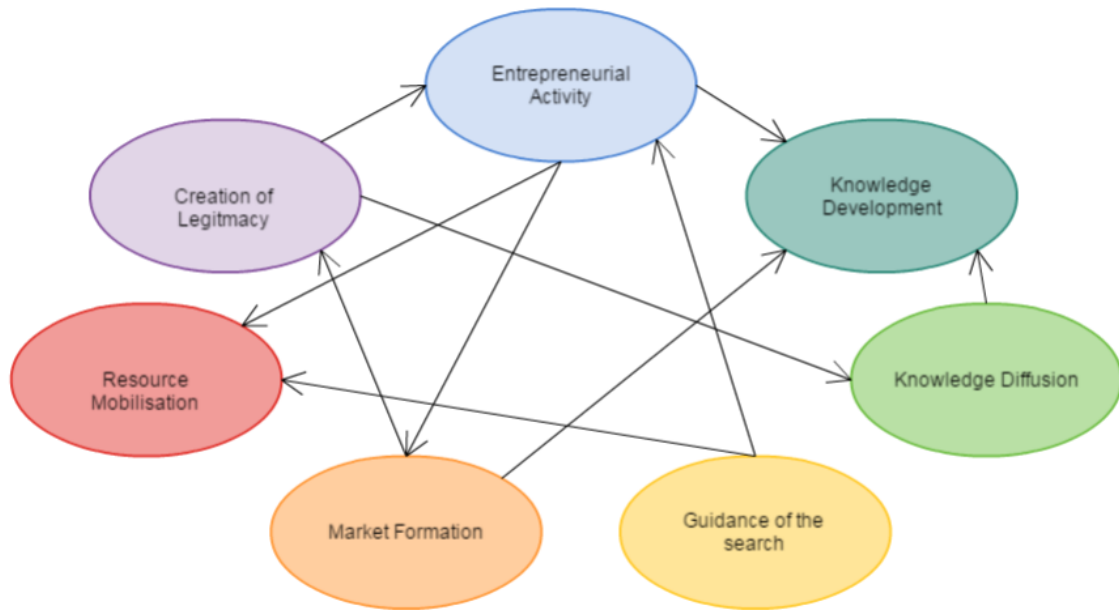 Entrepreneurial
Activity
Creation of
Legitmacy
Knowledge
Development
Resource
Mobilisation
Knowledge Diffusion
Market Formation
Guidance of the
search